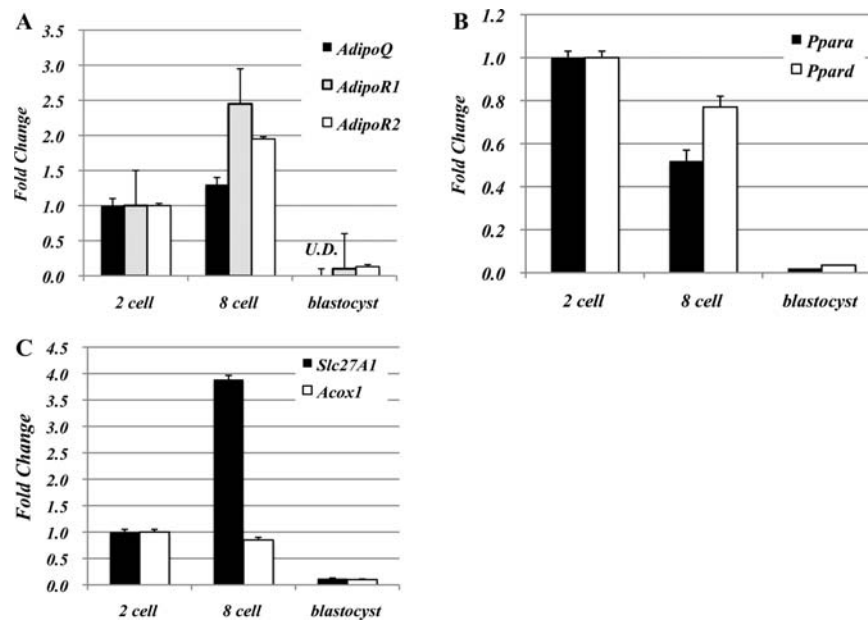 A
Fold Change
3.5
3.0
2.5
2.0
1.5
1.0
0.5
0.0
AdipoQ
AdipoR1
AdipoR2
U.D.
2 cell 8 cell blastocyst
B
Fold Change
1.2
1.0
0.8
0.6
0.4
0.2
0.0
Ppara
Ppard
2 cell 8 cell blastocyst
C
Fold Change
4.5
4.0
3.5
3.0
2.5
2.0
1.5
1.0
0.5
0.0
Slc27A1
Acox1
2 cell 8 cell blastocyst